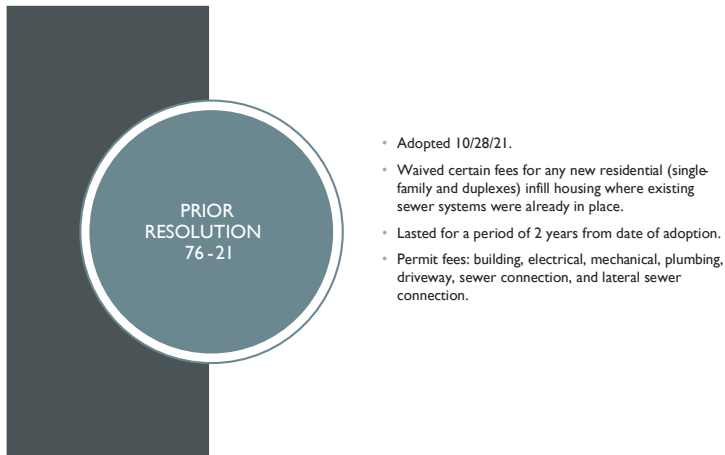 PRIOR
RESOLUTION
76-21
• Adopted 10/28/21.
• Waived certain fees for any new residential (single-
family and duplexes) infill housing where existing
sewer systems were already in place.
• Lasted for a period of 2 years from date of adoption.
• Permit fees: building, electrical, mechanical, plumbing,
driveway, sewer connection, and lateral sewer
connection.